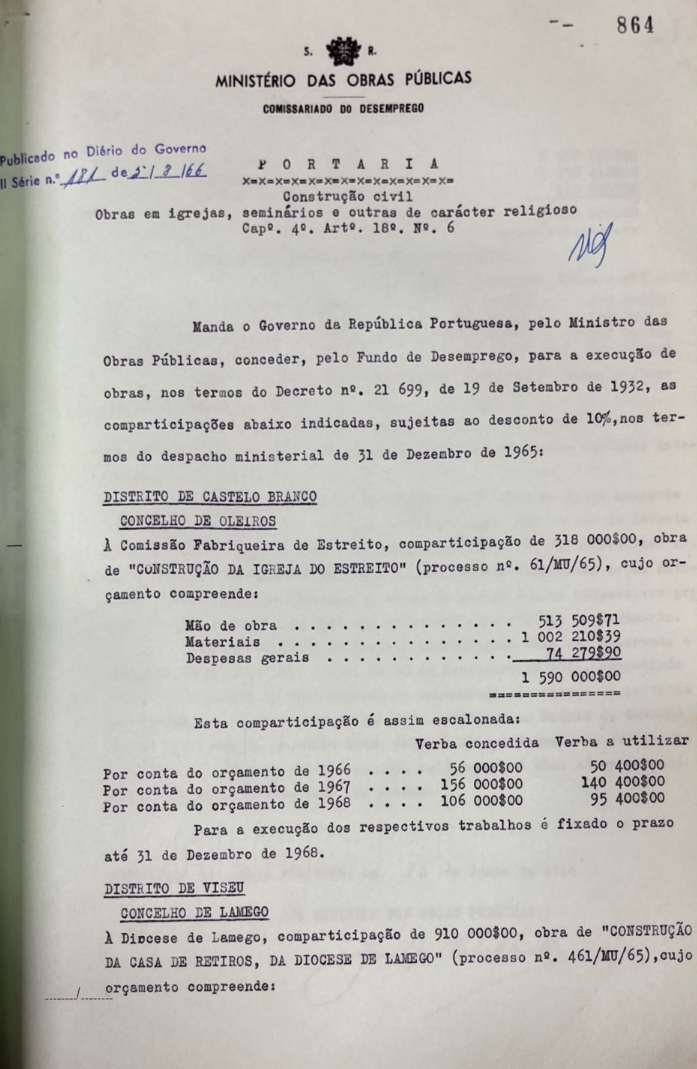 -- 864
S. R.
MINISTÉRIO DAS OBRAS PÚBLICAS
COMISSARIADO DO DESEMPREGO
Publicado no Diário do Governo
II Série n.º 181 de 5/8/66
P O R T A R I A
x=x=x=x=x=x=x=x=x=x=x=x=x=
Construção civil
Obras em igrejas, seminários e outras de carácter religioso
Capº. 4º. Artº. 18º. Nº. 6
Manda o Governo da República Portuguesa, pelo Ministro das
Obras Públicas, conceder, pelo Fundo de Desemprego, para a execução de
obras, nos termos do Decreto nº. 21 699, de 19 de Setembro de 1932, as
comparticipações abaixo indicadas, sujeitas ao desconto de 10%,nos ter-
mos do despacho ministerial de 31 de Dezembro de 1965:
DISTRITO DE CASTELO BRANCO
CONCELHO DE OLEIROS
À Comissão Fabriqueira de Estreito, comparticipação de 318 000$00, obra
de "CONSTRUÇÃO DA IGREJA DO ESTREITO" (processo nº. 61/MU/65), cujo or-
çamento compreende:
Mão de obra . . . . . . . . . . . . . . 513 509$71
Materiais . . . . . . . . . . . . . . . 1 002 210$39
Despesas gerais . . . . . . . . . . . . 74 279$90
1 590 000$00
================
Esta comparticipação é assim escalonada:
Verba concedida Verba a utilizar
Por conta do orçamento de 1966 . . . . 56 000$00 50 400$00
Por conta do orçamento de 1967 . . . . 156 000$00 140 400$00
Por conta do orçamento de 1968 . . . . 106 000$00 95 400$00
Para a execução dos respectivos trabalhos é fixado o prazo
até 31 de Dezembro de 1968.
DISTRITO DE VISEU
CONCELHO DE LAMEGO
À Diocese de Lamego, comparticipação de 910 000$00, obra de "CONSTRUÇÃO
DA CASA DE RETIROS, DA DIOCESE DE LAMEGO" (processo nº. 461/MU/65),cujo
orçamento compreende: